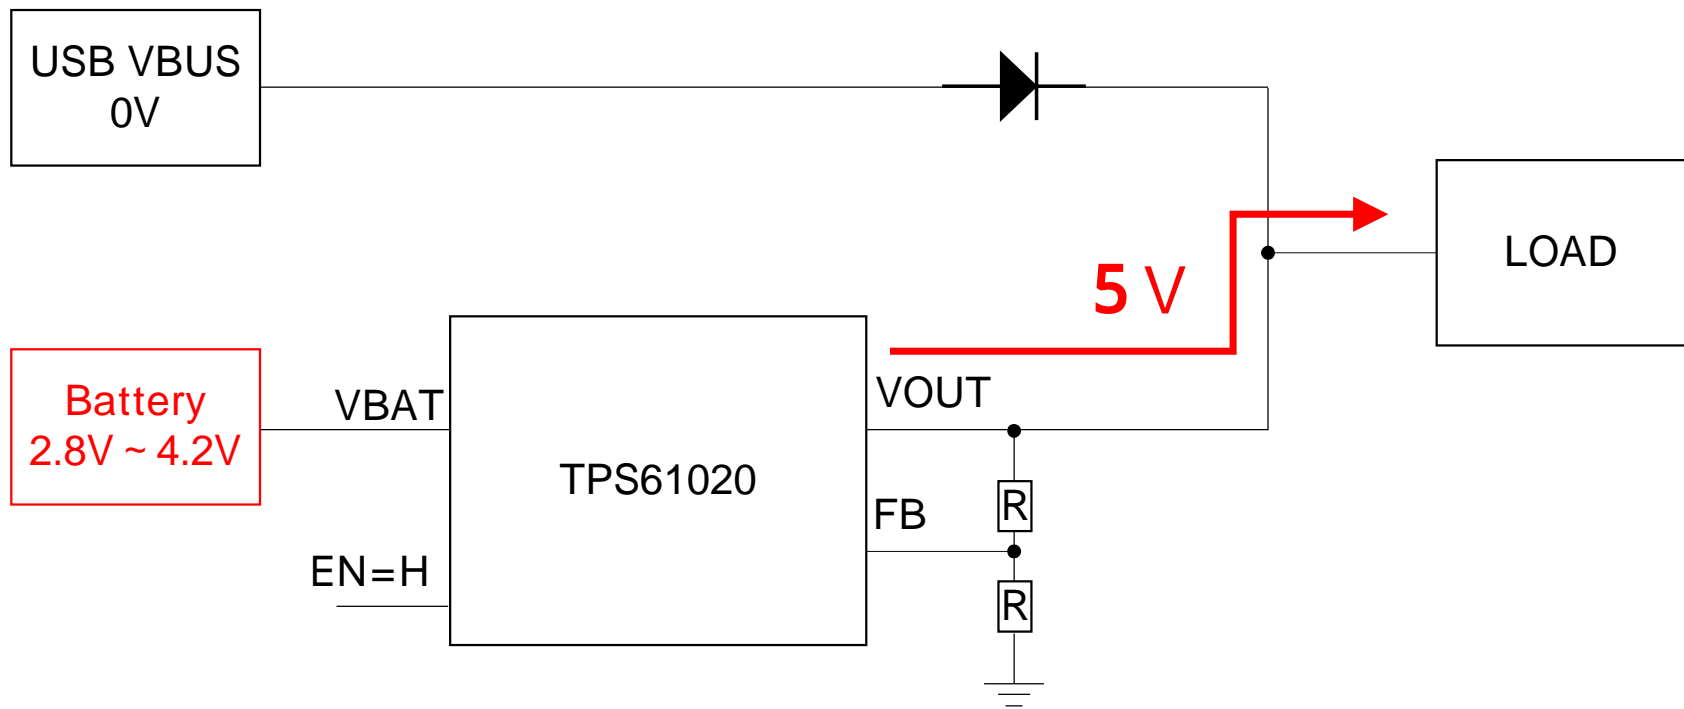 USB VBUS
0V
LOAD
5 V
Battery
2.8V ~ 4.2V
VBAT
VOUT
TPS61020
FB
R
EN=H
R